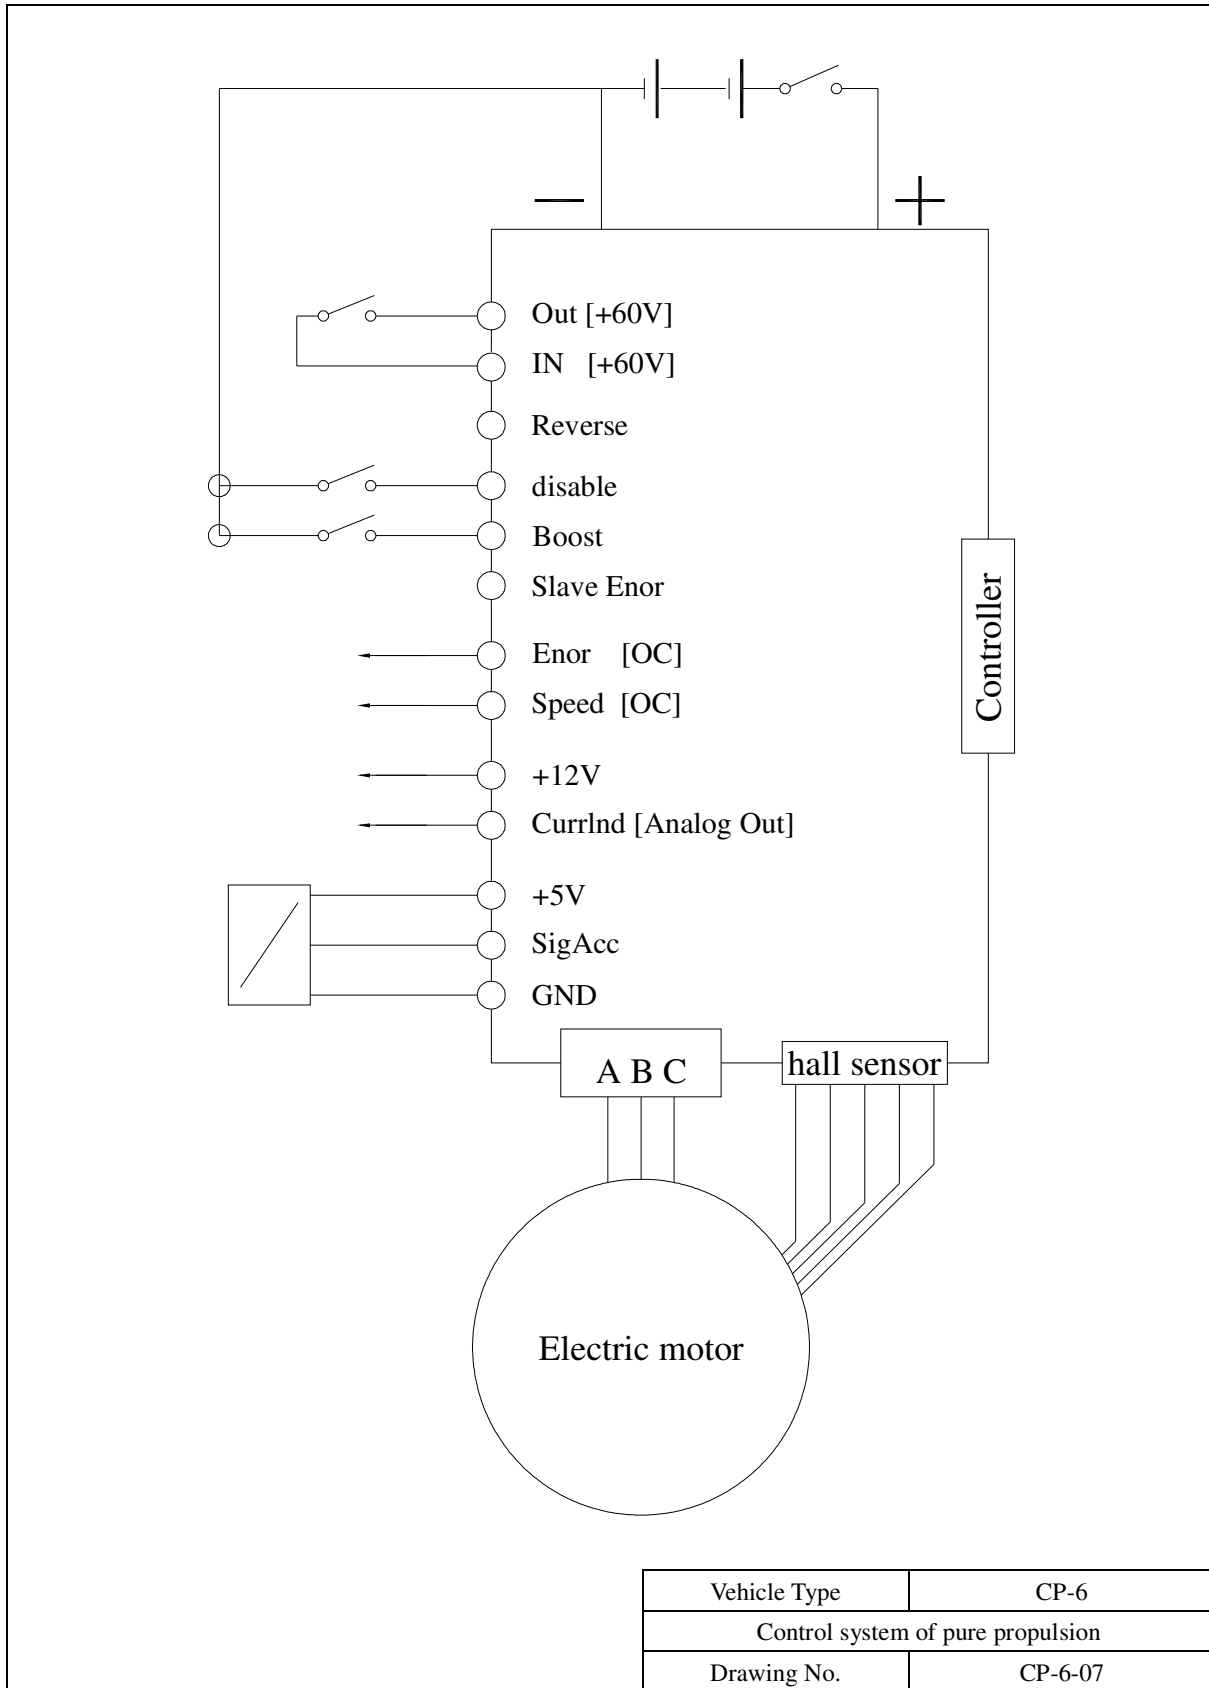 — +
Out [+60V]
IN [+60V]
Reverse
disable
Boost
Slave Enor
Enor [OC]
Speed [OC]
+12V
CurrlInd [Analog Out]
+5V
SigAcc
GND
Controller
A B C
hall sensor
Electric motor
Vehicle Type CP-6
Control system of pure propulsion
Drawing No. CP-6-07